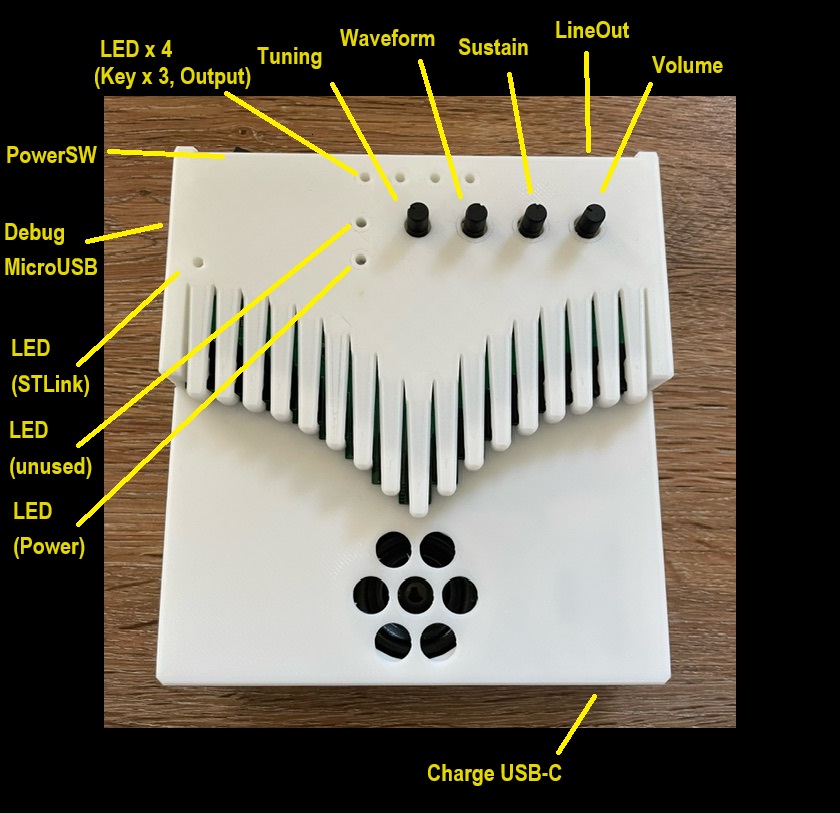 LED x 4
(Key x 3, Output)
Tuning
Waveform
Sustain
LineOut
Volume
PowerSW
Debug
MicroUSB
LED
(STLink)
LED
(unused)
LED
(Power)
Charge USB-C